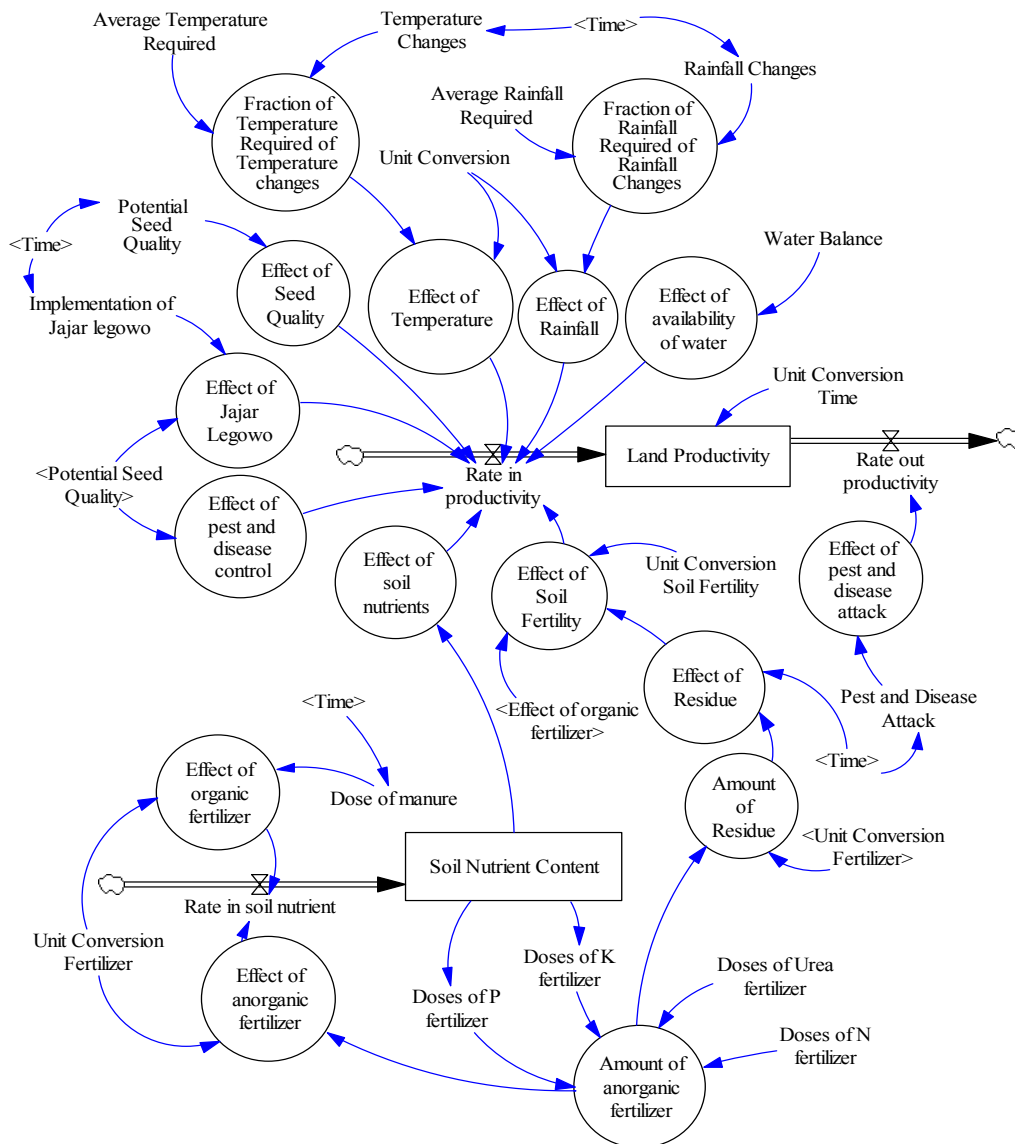 Average Temperature
Required
Temperature
Changes
<Time>
Rainfall Changes
Average Rainfall
Required
Fraction of
Temperature
Required of
Temperature
changes
Fraction of
Rainfall
Required of
Rainfall
Changes
Unit Conversion
Potential
Seed
Quality
<Time>
Implementation of
Jajar legowo
Effect of
Seed
Quality
Effect of
Temperature
Effect of
Rainfall
Effect of
availability
of water
Water Balance
Effect of
Jajar
Legowo
Unit Conversion
Time
Land Productivity
Rate in
productivity
Rate out
productivity
<Potential Seed
Quality>
Effect of
pest and
disease
control
Effect of
soil
nutrients
Effect of
Soil
Fertility
Unit Conversion
Soil Fertility
Effect of
pest and
disease
attack
Effect of
Residue
<Effect of organic
fertilizer>
Pest and Disease
Attack
<Time>
<Time>
Effect of
organic
fertilizer
Dose of manure
Amount
of
Residue
<Unit Conversion
Fertilizer>
Soil Nutrient Content
Rate in soil nutrient
Unit Conversion
Fertilizer
Effect of
anorganic
fertilizer
Doses of P
fertilizer
Doses of K
fertilizer
Doses of Urea
fertilizer
Doses of N
fertilizer
Amount of
anorganic
fertilizer